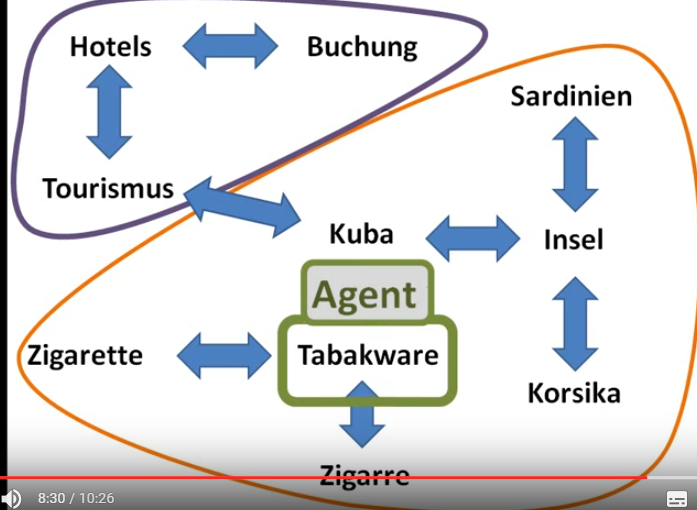 Hotels
Buchung
Sardinien
Tourismus
Kuba
Insel
Agent
Zigarette
Tabakware
Korsika
Zigarre
8:30 / 10:26